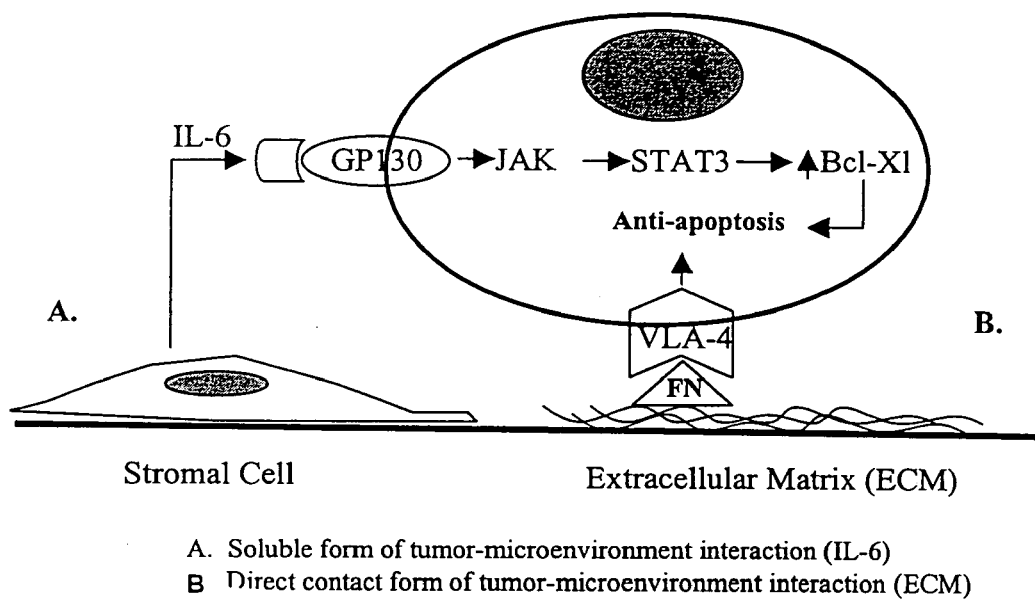 IL-6
GP130
JAK
STAT3
Bcl-Xl
Anti-apoptosis
A.
B.
VLA-4
FN
Stromal Cell
Extracellular Matrix (ECM)
A. Soluble form of tumor-microenvironment interaction (IL-6)
B Direct contact form of tumor-microenvironment interaction (ECM)